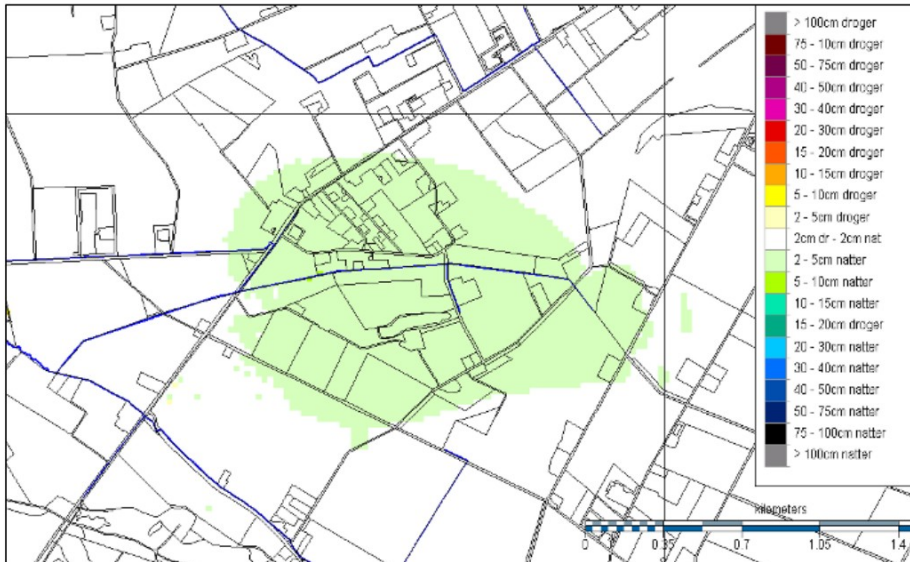 > 100cm droger
75 - 10cm droger
50 - 75cm droger
40 - 50cm droger
30 - 40cm droger
20 - 30cm droger
15 - 20cm droger
10 - 15cm droger
5 - 10cm droger
2 - 5cm droger
2cm dr - 2cm nat
2 - 5cm natter
5 - 10cm natter
10 - 15cm natter
15 - 20cm droger
20 - 30cm natter
30 - 40cm natter
40 - 50cm natter
50 - 75cm natter
75 - 100cm natter
> 100cm natter
kilometers
0 0.35 0.7 1.05 1.4